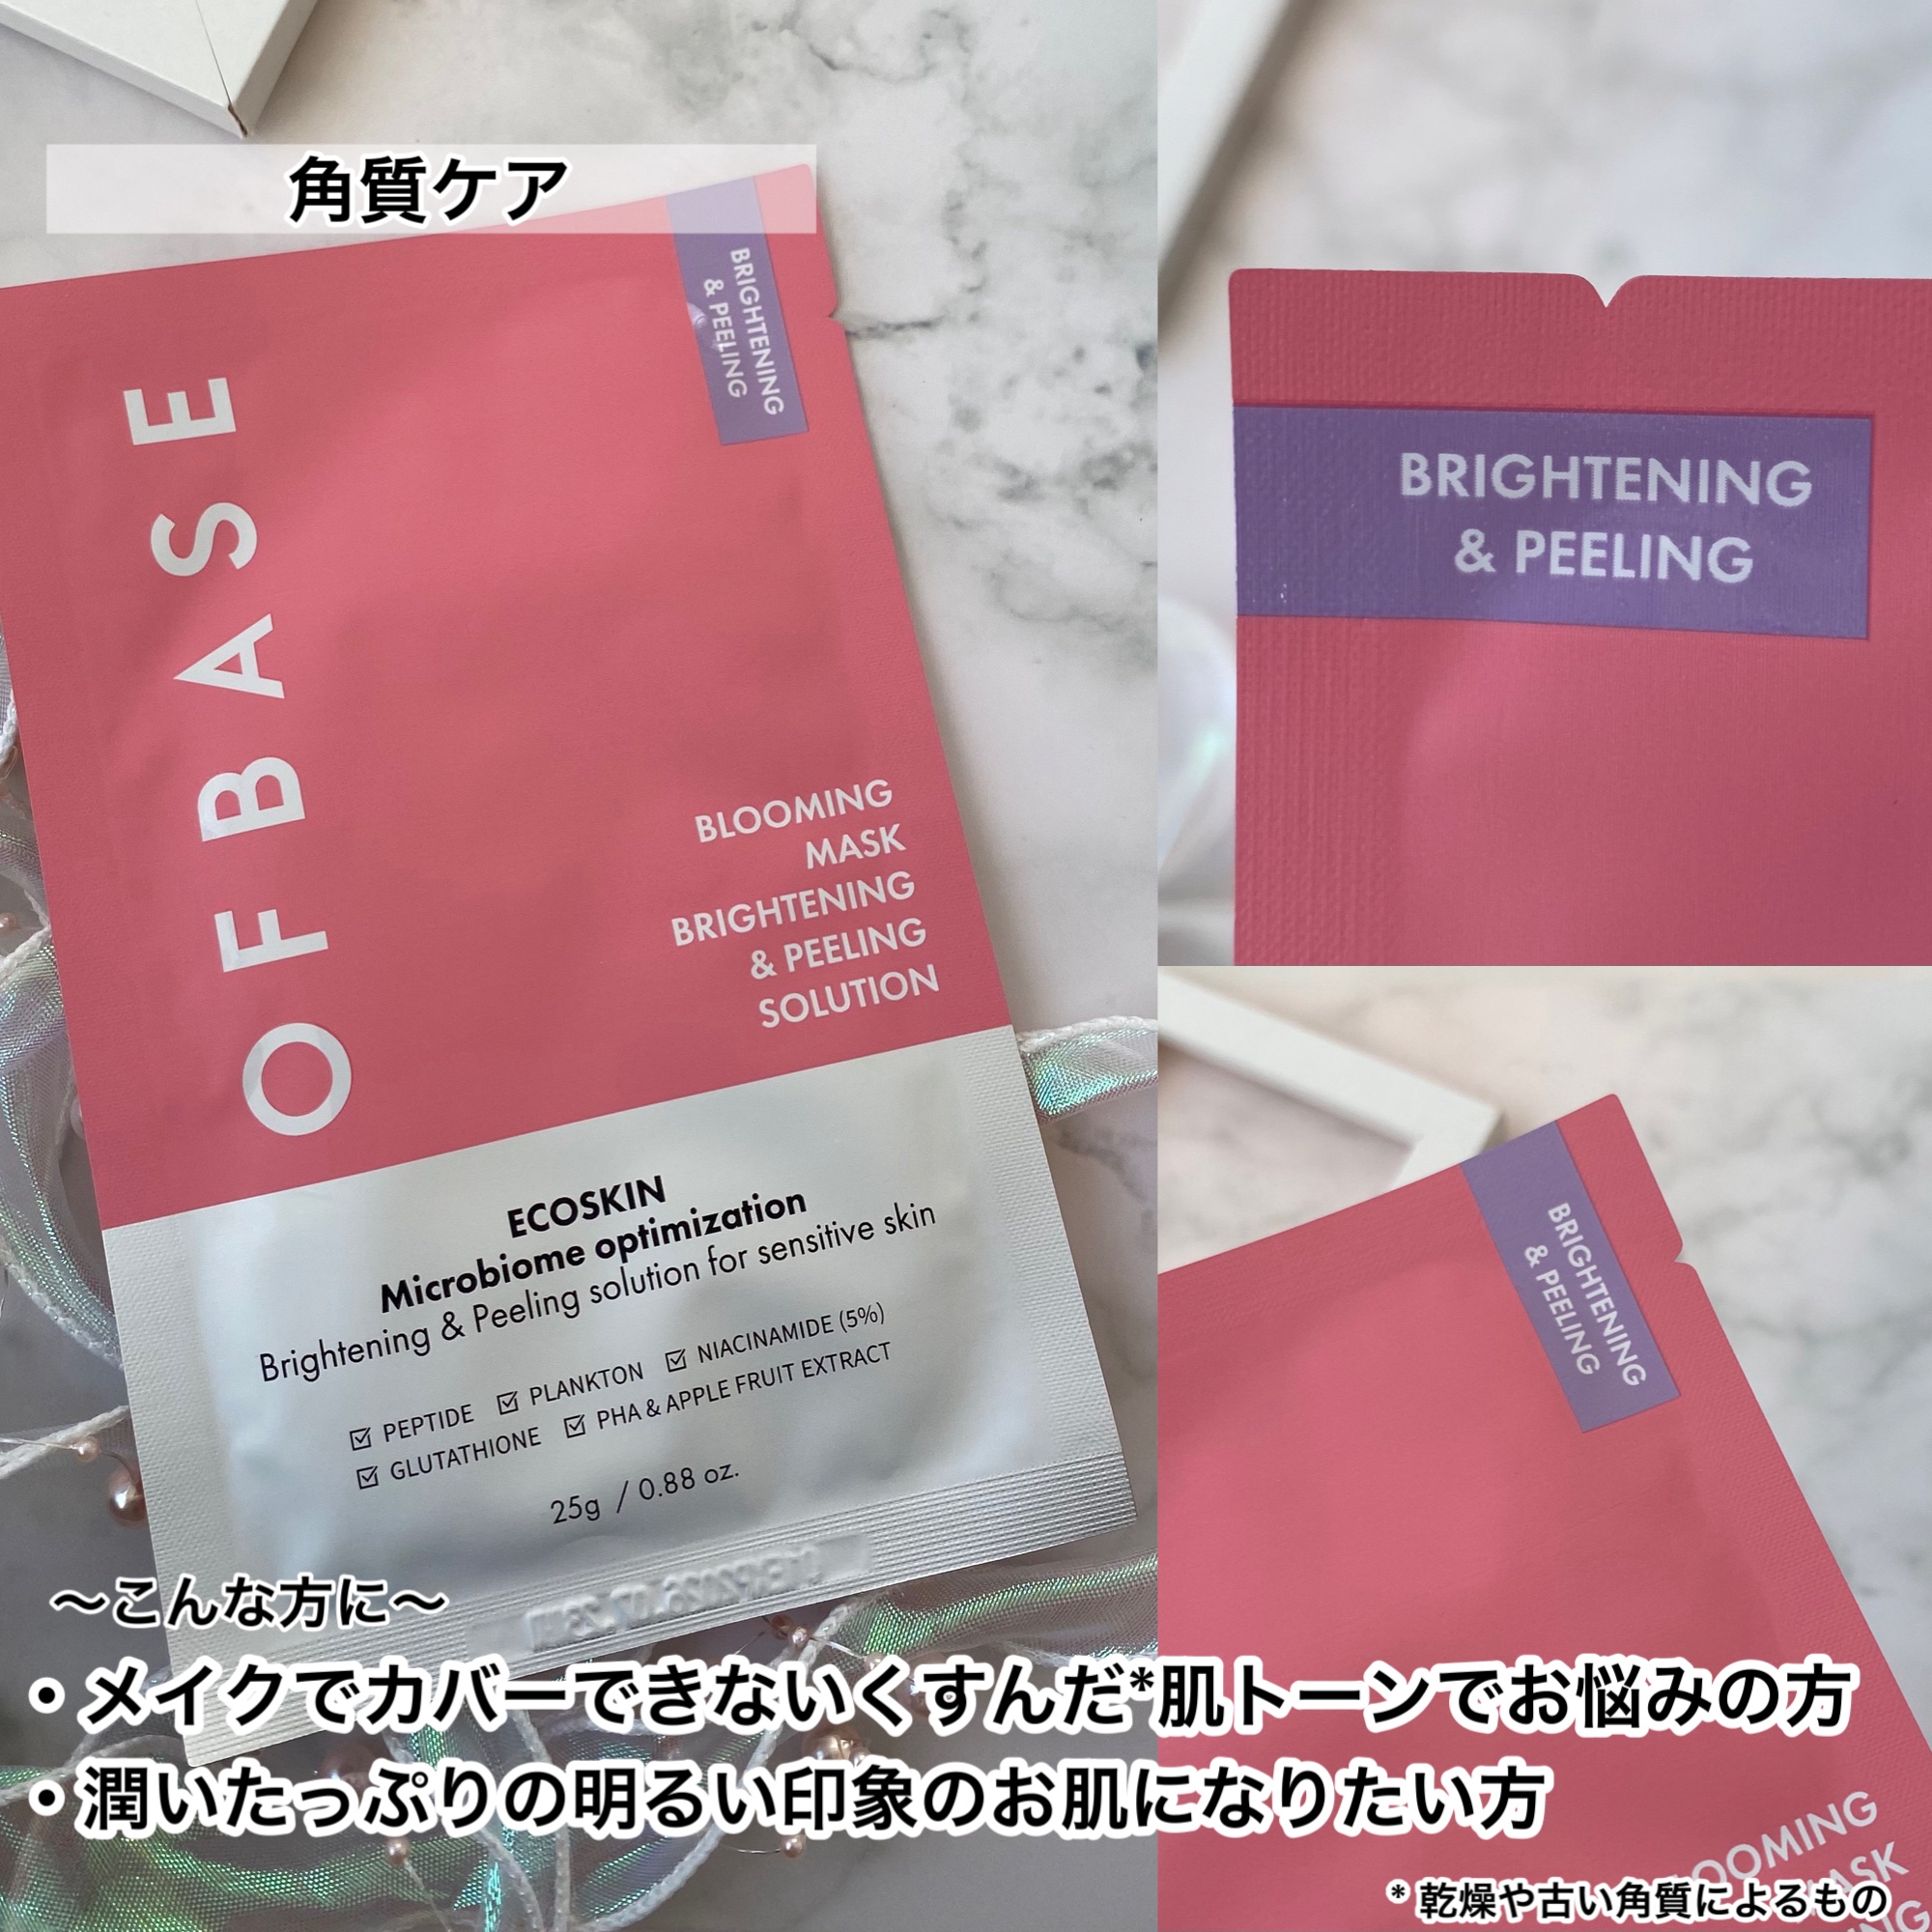 角質ケア
BRIGHTENING
& PEELING
OFBASE
BLOOMING
MASK
BRIGHTENING
& PEELING
SOLUTION
ECOSKIN
Microbiome optimization
Brightening & Peeling solution for sensitive skin
☑ PEPTIDE ☑ PLANKTON ☑ NIACINAMIDE (5%)
☑ GLUTATHIONE ☑ PHA & APPLE FRUIT EXTRACT
25g / 0.88 oz.
BRIGHTENING
& PEELING
BRIGHTENING
& PEELING
〜こんな方に〜
・メイクでカバーできないくすんだ*肌トーンでお悩みの方
・潤いたっぷりの明るい印象のお肌になりたい方
* 乾燥や古い角質によるもの